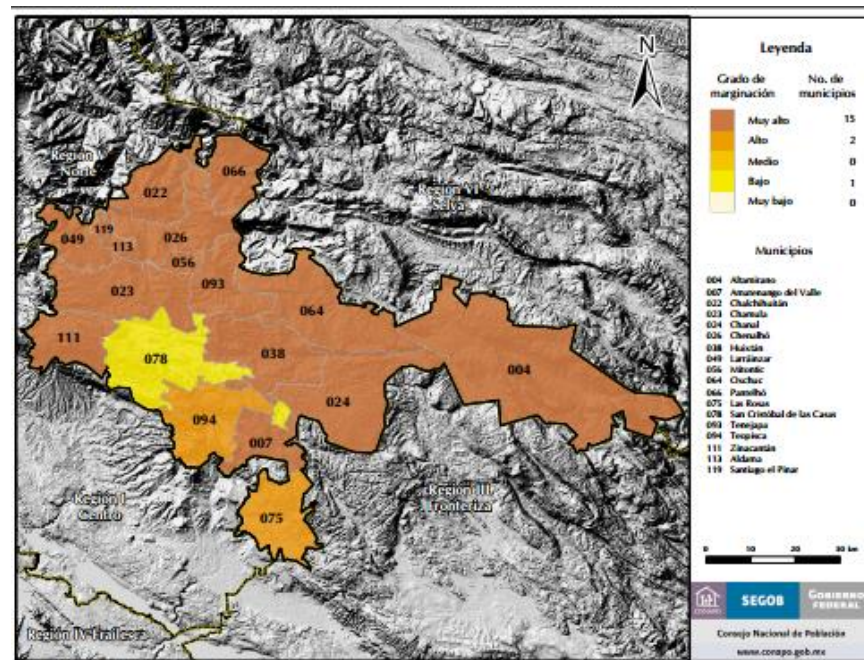 N
Región V
Norte
Región VI
Selva
Región I
Centro
Región III
Fronteriza
Región IV Frailesca
066
022
119
049
113
026
056
023
093
064
111
078
038
004
024
094
007
075
Leyenda
Grado de marginación
No. de municipios
Muy alto 15
Alto 2
Medio 0
Bajo 1
Muy bajo 0
Municipios
004 Altamirano
007 Amatenango del Valle
022 Chalchihuitán
023 Chamula
024 Chanal
026 Chenalhó
038 Huixtán
049 Larráinzar
056 Mitontic
064 Oxchuc
066 Pantelhó
075 Las Rosas
078 San Cristóbal de las Casas
093 Tenejapa
094 Teopisca
111 Zinacantán
113 Aldama
119 Santiago el Pinar
0 10 20 30 km
SEGOB
GOBIERNO
FEDERAL
Consejo Nacional de Población
www.conapo.gob.mx